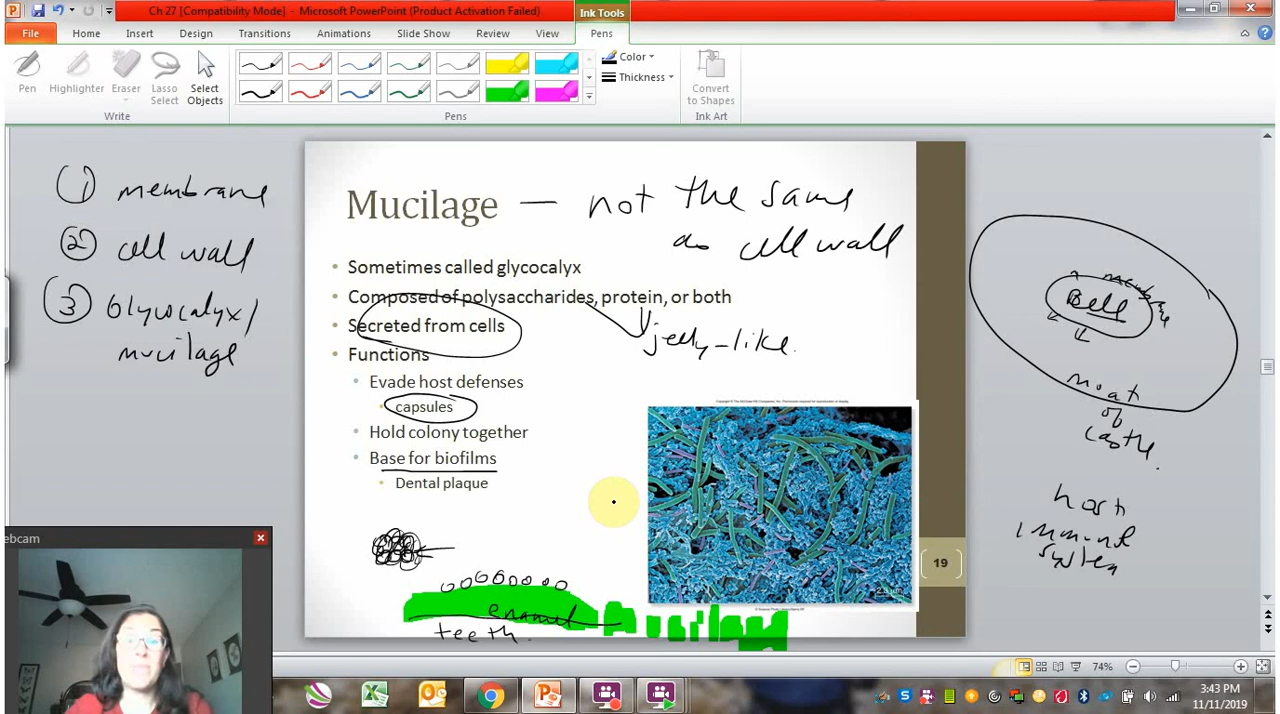 Ch 27 [Compatibility Mode] - Microsoft PowerPoint (Product Activation Failed)
Ink Tools
File Home Insert Design Transitions Animations Slide Show Review View Pens
Pen Highlighter Eraser Lasso Select Select Objects
Color
Thickness
Convert to Shapes
Write Pens Ink Art
① membrane
② cell wall
③ Glycocalyx/
mucilage
Mucilage — not the same
as cell wall
• Sometimes called glycocalyx
• Composed of polysaccharides, protein, or both
• Secreted from cells
jelly-like.
• Functions
• Evade host defenses
• capsules
• Hold colony together
• Base for biofilms
• Dental plaque
enamel
teeth.
19
membrane
moat
of
castle.
host
immune
system
ebcam
74%
3:43 PM
11/11/2019